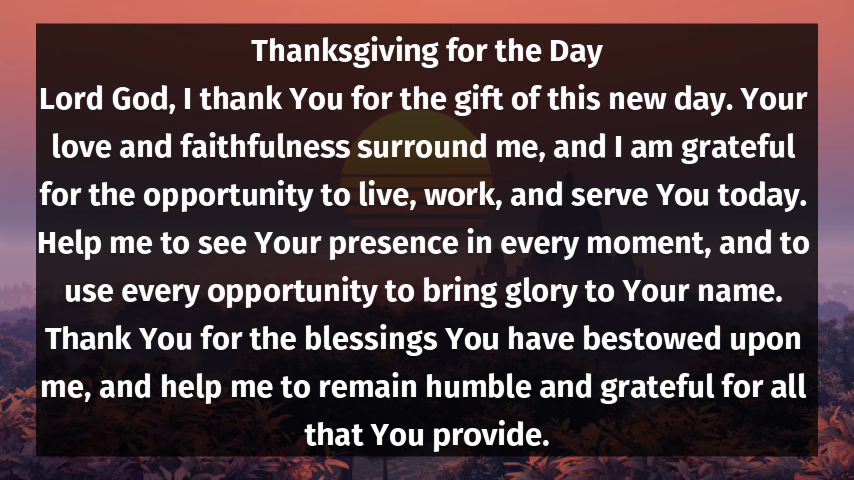 Thanksgiving for the Day
Lord God, I thank You for the gift of this new day. Your
love and faithfulness surround me, and I am grateful
for the opportunity to live, work, and serve You today.
Help me to see Your presence in every moment, and to
use every opportunity to bring glory to Your name.
Thank You for the blessings You have bestowed upon
me, and help me to remain humble and grateful for all
that You provide.